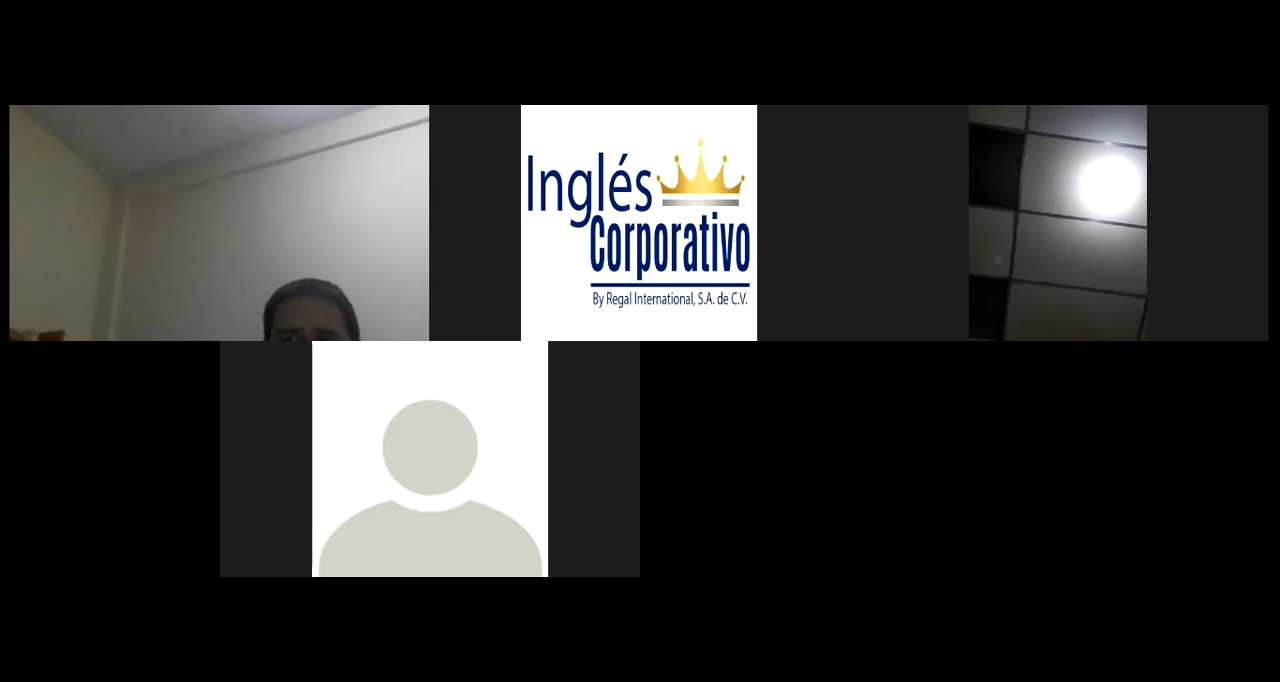 Inglés
Corporativo
By Regal International, S.A. de C.V.